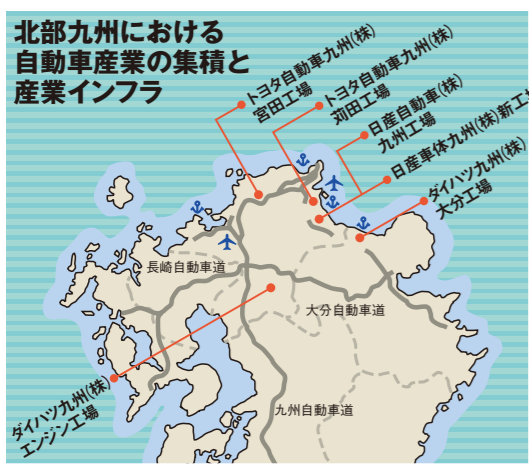 北部九州における
自動車産業の集積と
産業インフラ
トヨタ自動車九州(株)
宮田工場
トヨタ自動車九州(株)
苅田工場
日産自動車(株)
九州工場
日産車体九州(株)新工場
ダイハツ九州(株)
大分工場
長崎自動車道
大分自動車道
九州自動車道
ダイハツ九州(株)
エンジン工場